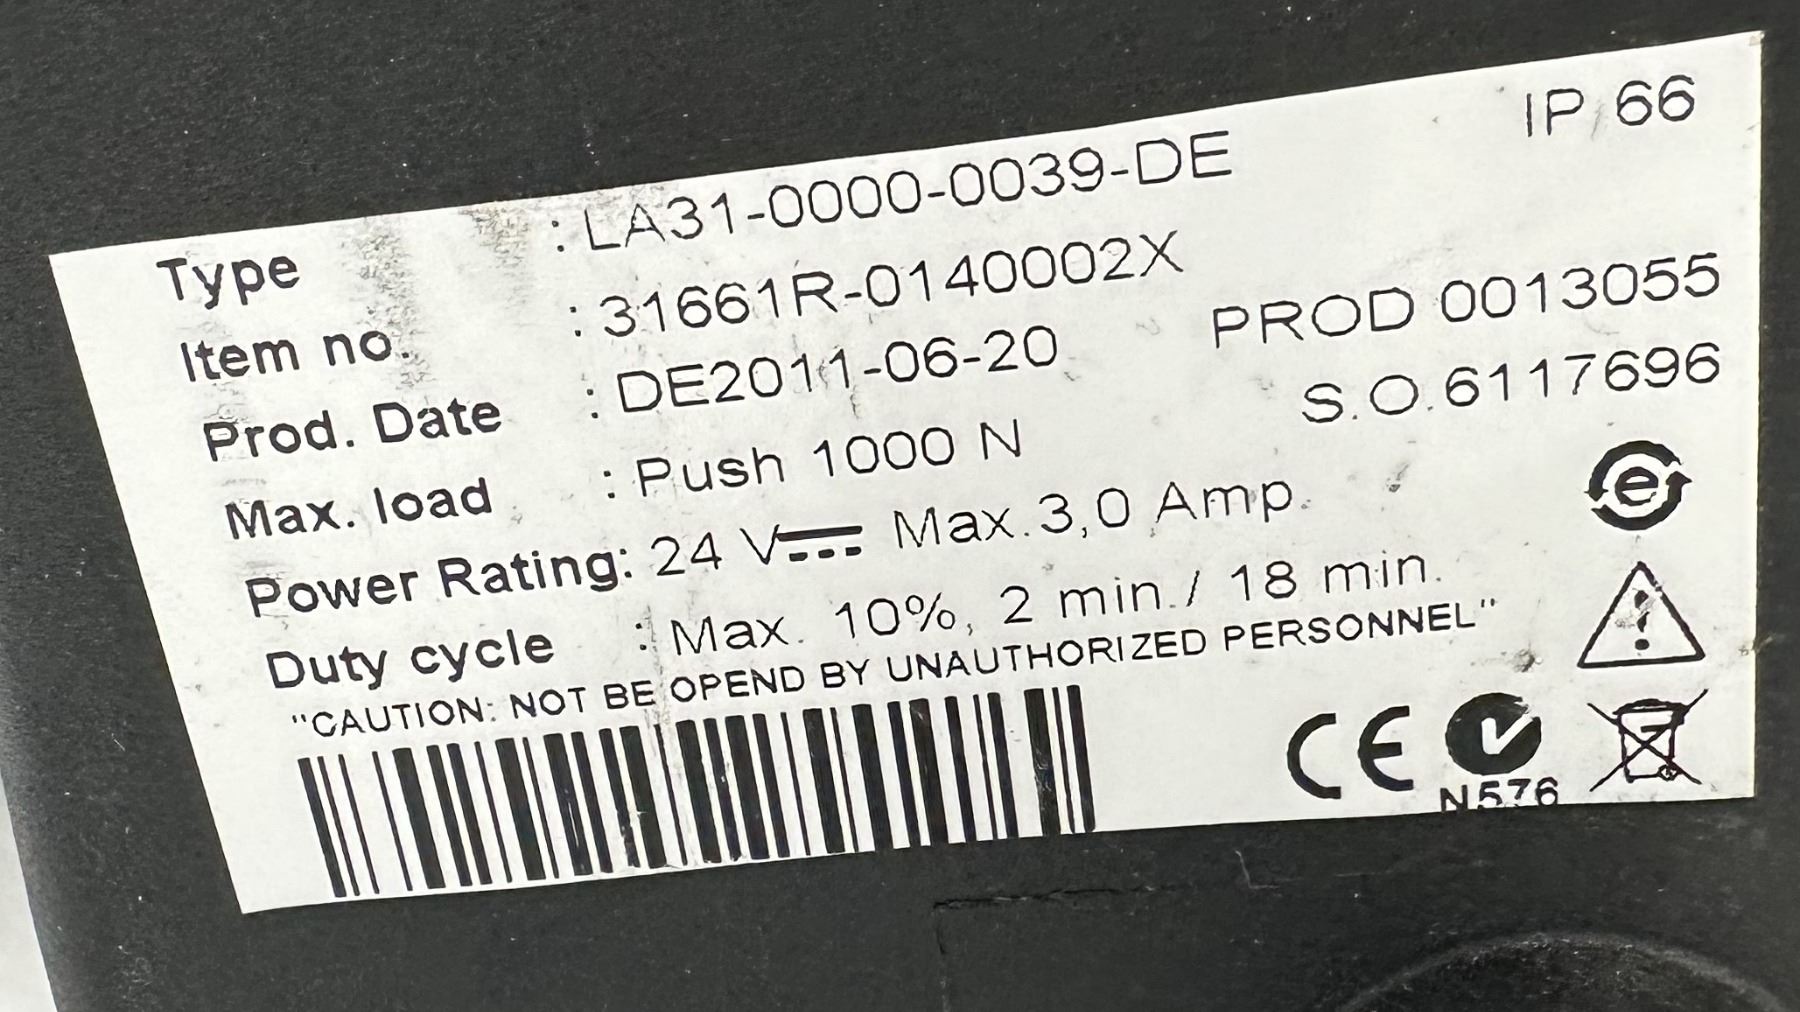 IP 66
Type : LA31-0000-0039-DE
Item no. : 31661R-0140002X
Prod. Date : DE2011-06-20 PROD 0013055
Max. load : Push 1000 N S.O.6117696
Power Rating: 24 V⎓ Max.3,0 Amp.
Duty cycle : Max. 10%, 2 min./ 18 min.
"CAUTION: NOT BE OPEND BY UNAUTHORIZED PERSONNEL"
e
CE
N576